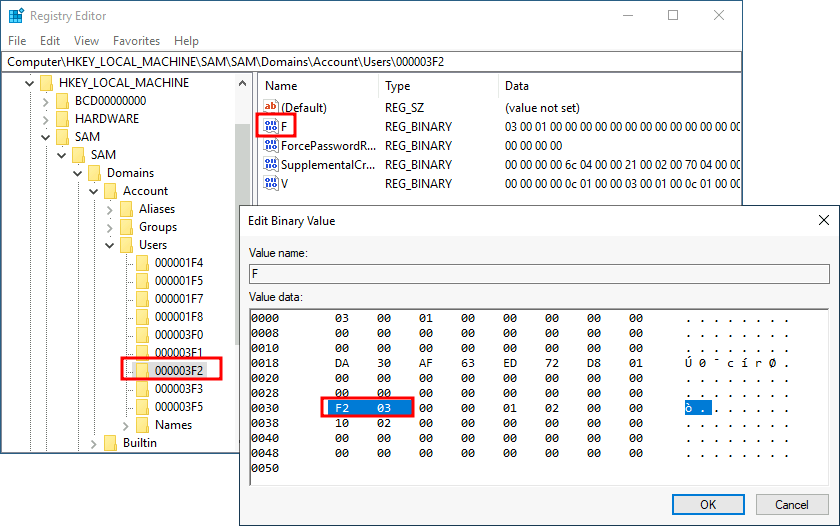 Registry Editor
File Edit View Favorites Help
Computer\HKEY_LOCAL_MACHINE\SAM\SAM\Domains\Account\Users\000003F2
HKEY_LOCAL_MACHINE
BCD00000000
HARDWARE
SAM
SAM
Domains
Account
Aliases
Groups
Users
000001F4
000001F5
000001F7
000001F8
000003F0
000003F1
000003F2
000003F3
000003F5
Names
Builtin
Name Type Data
(Default) REG_SZ (value not set)
F REG_BINARY 03 00 01 00 00 00 00 00 00 00 00 00 00 00 00
ForcePasswordR... REG_BINARY 00 00 00 00
SupplementalCr... REG_BINARY 00 00 00 00 6c 04 00 00 21 00 02 00 70 04 00 00
V REG_BINARY 00 00 00 00 0c 01 00 00 03 00 01 00 0c 01 00 00
Edit Binary Value
Value name:
F
Value data:
0000 03 00 01 00 00 00 00 00 . . . . . . . .
0008 00 00 00 00 00 00 00 00 . . . . . . . .
0010 00 00 00 00 00 00 00 00 . . . . . . . .
0018 DA 30 AF 63 ED 72 D8 01 Ú 0 ¯ c í r Ø .
0020 00 00 00 00 00 00 00 00 . . . . . . . .
0028 00 00 00 00 00 00 00 00 . . . . . . . .
0030 F2 03 00 00 01 02 00 00 ò . . . . . . .
0038 10 02 00 00 00 00 00 00 . . . . . . . .
0040 00 00 00 00 00 00 00 00 . . . . . . . .
0048 00 00 00 00 00 00 00 00 . . . . . . . .
0050
OK Cancel